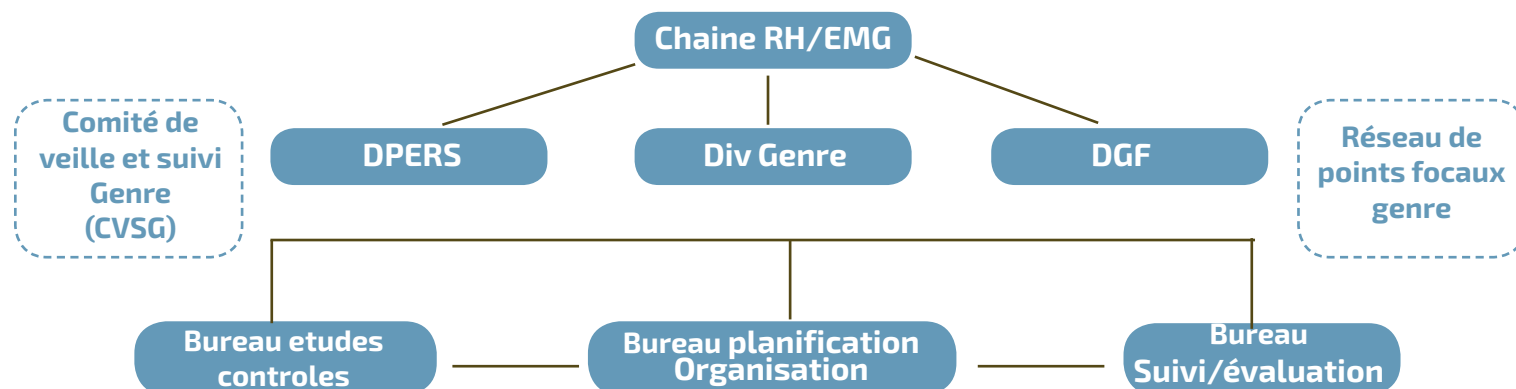 Chaine RH/EMG
Comité de
veille et suivi
Genre
(CVSG)
DPERS
Div Genre
DGF
Réseau de
points focaux
genre
Bureau etudes
controles
Bureau planification
Organisation
Bureau
Suivi/évaluation